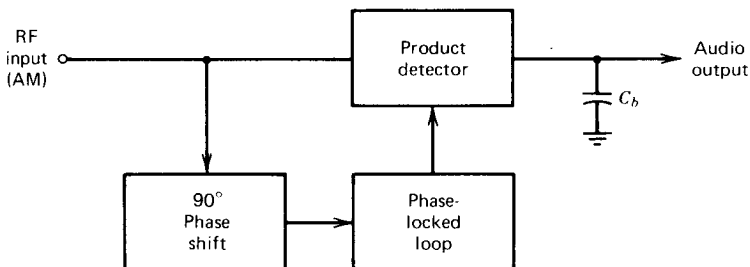 RF
input
(AM)
Product
detector
Audio
output
C_b
90°
Phase
shift
Phase-
locked
loop